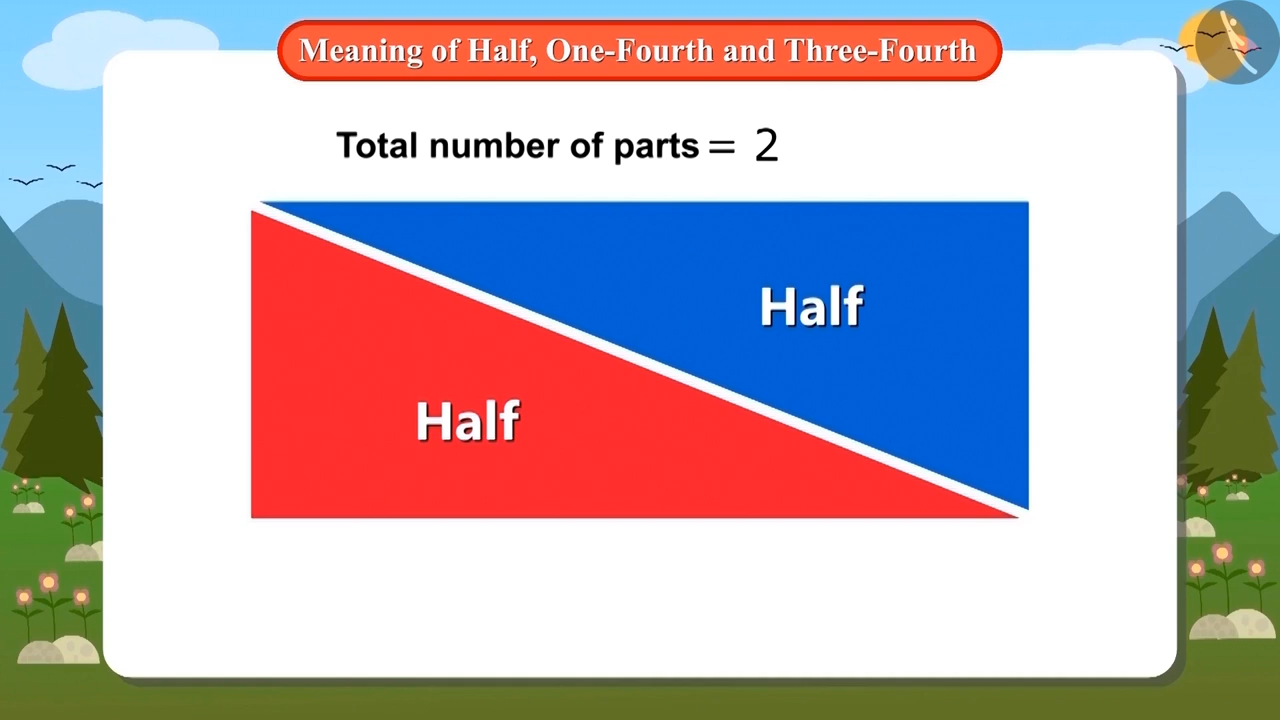 Meaning of Half, One-Fourth and Three-Fourth
Total number of parts = 2
Half
Half